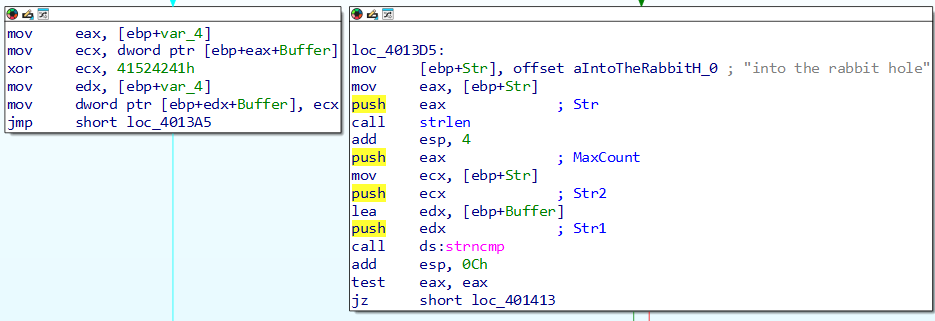 mov     eax, [ebp+var_4]
mov     ecx, dword ptr [ebp+eax+Buffer]
xor     ecx, 41524241h
mov     edx, [ebp+var_4]
mov     dword ptr [ebp+edx+Buffer], ecx
jmp     short loc_4013A5
loc_4013D5:
mov     [ebp+Str], offset aIntoTheRabbitH_0 ; "into the rabbit hole"
mov     eax, [ebp+Str]
push    eax             ; Str
call    strlen
add     esp, 4
push    eax             ; MaxCount
mov     ecx, [ebp+Str]
push    ecx             ; Str2
lea     edx, [ebp+Buffer]
push    edx             ; Str1
call    ds:strncmp
add     esp, 0Ch
test    eax, eax
jz      short loc_401413